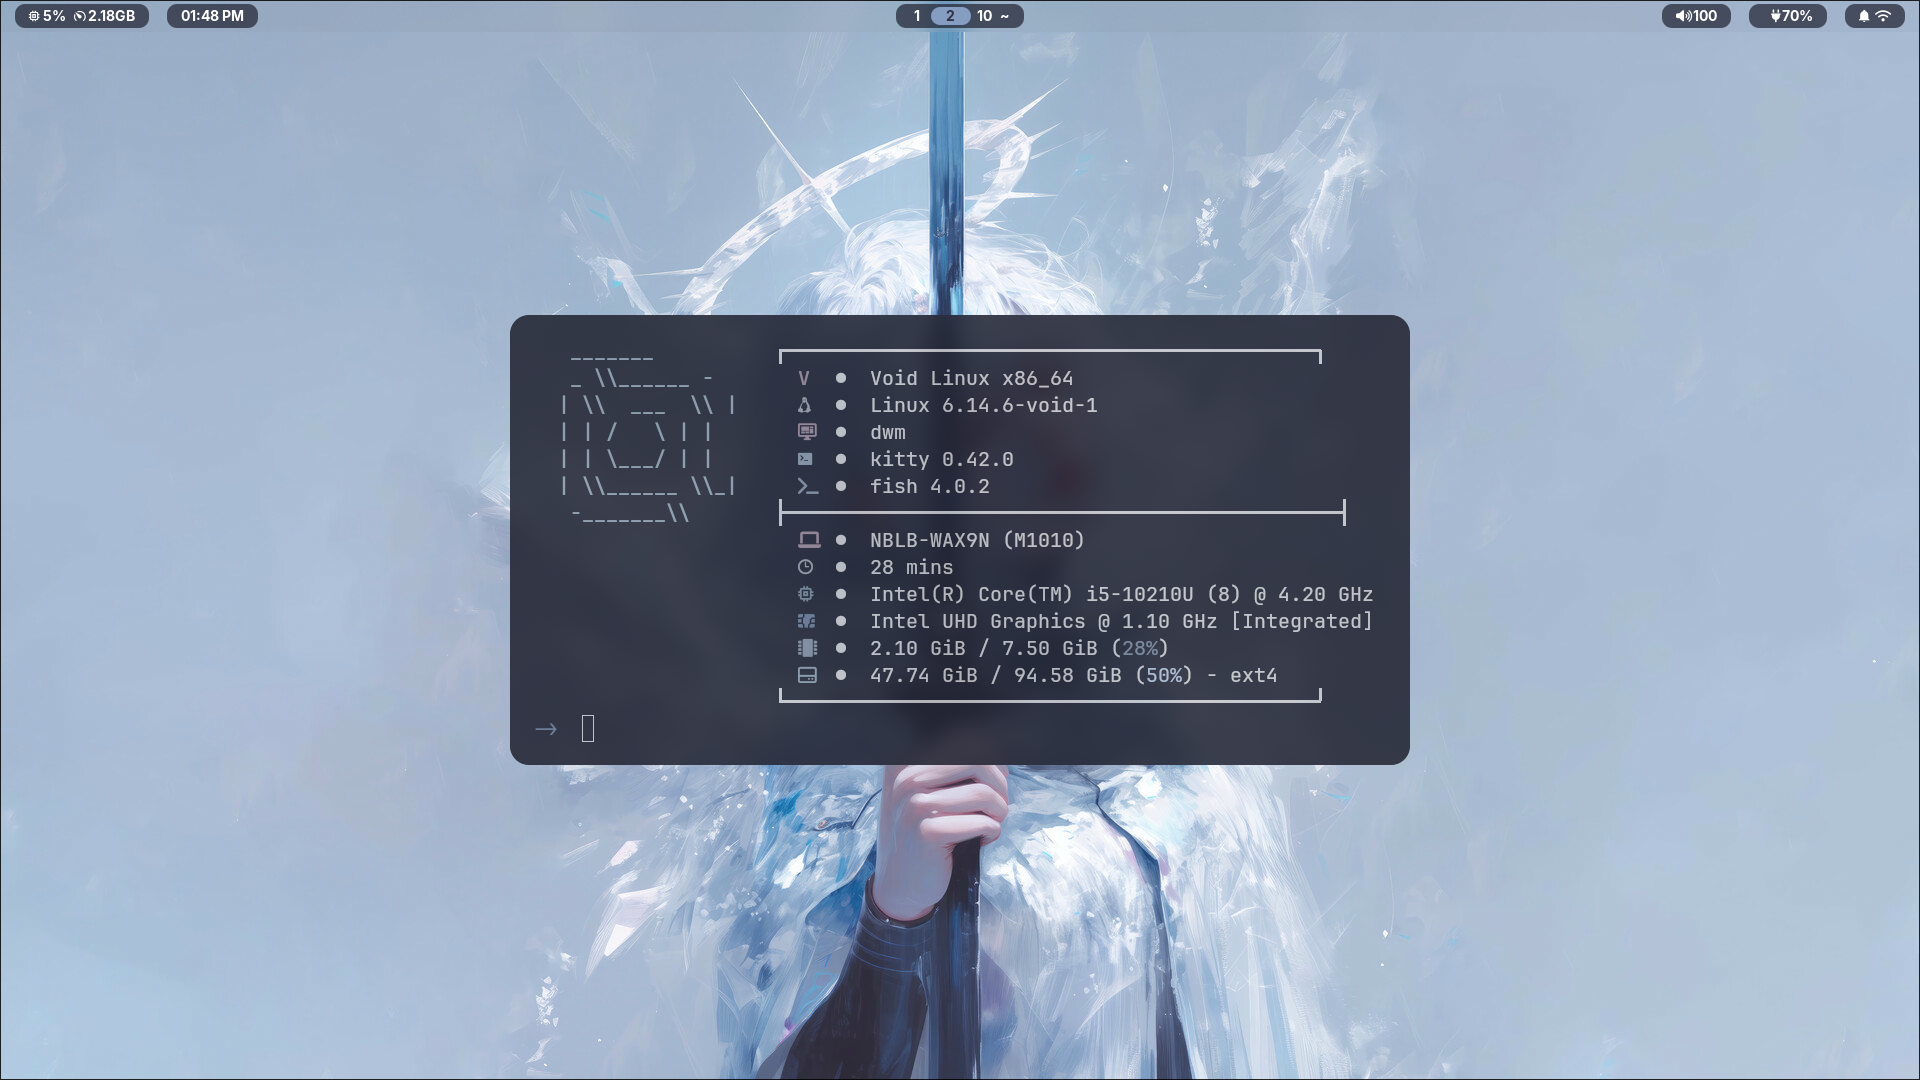 5% 2.18GB 01:48 PM 1 2 10 ~ 100 70%
Void Linux x86_64
Linux 6.14.6-void-1
dwm
kitty 0.42.0
fish 4.0.2
NBLB-WAX9N (M1010)
28 mins
Intel(R) Core(TM) i5-10210U (8) @ 4.20 GHz
Intel UHD Graphics @ 1.10 GHz [Integrated]
2.10 GiB / 7.50 GiB (28%)
47.74 GiB / 94.58 GiB (50%) - ext4